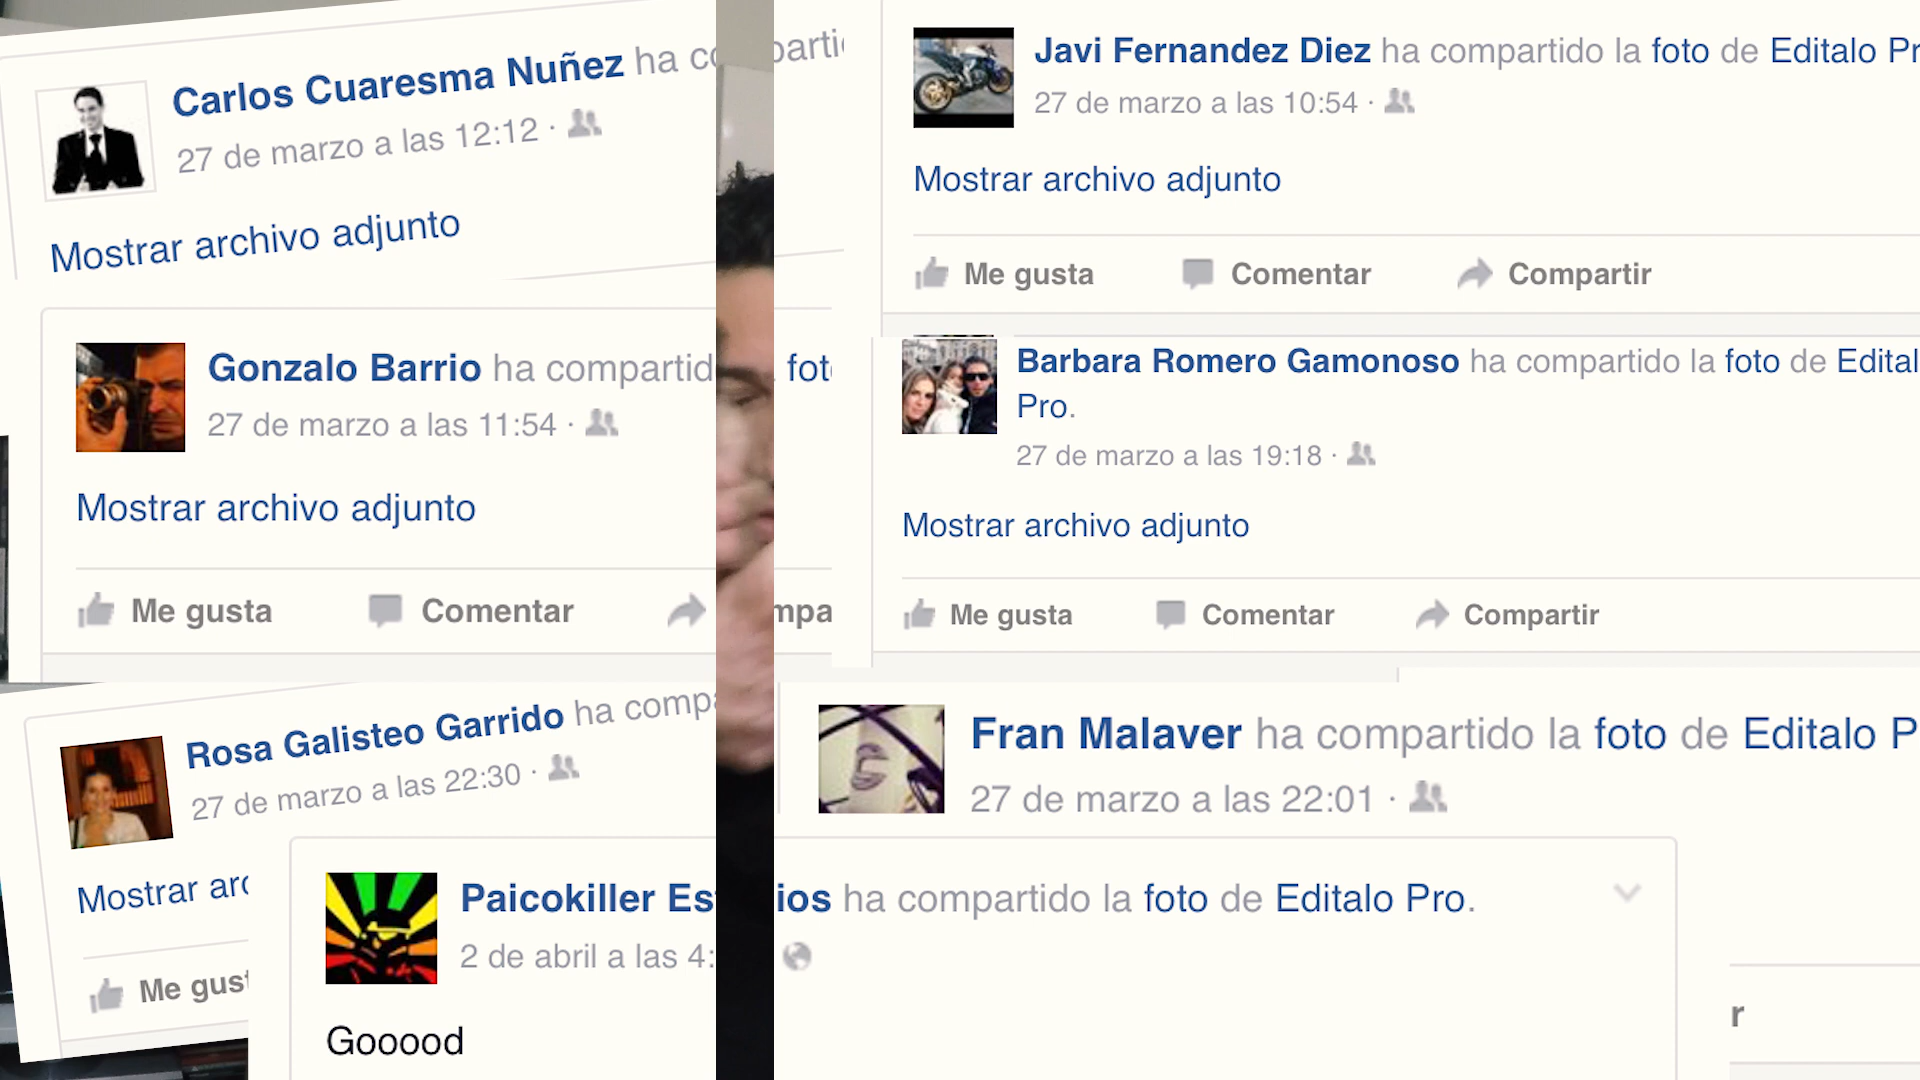 Carlos Cuaresma Nuñez ha
27 de marzo a las 12:12 ·
Mostrar archivo adjunto
Gonzalo Barrio ha compartid
27 de marzo a las 11:54 ·
Mostrar archivo adjunto
Me gusta Comentar
Rosa Galisteo Garrido ha compa
27 de marzo a las 22:30 ·
Mostrar arc
Me gust
Javi Fernandez Diez ha compartido la foto de Editalo Pr
27 de marzo a las 10:54 ·
Mostrar archivo adjunto
Me gusta Comentar Compartir
Barbara Romero Gamonoso ha compartido la foto de Edital
Pro.
27 de marzo a las 19:18 ·
Mostrar archivo adjunto
Me gusta Comentar Compartir
Fran Malaver ha compartido la foto de Editalo P
27 de marzo a las 22:01 ·
Paicokiller Es ios ha compartido la foto de Editalo Pro.
2 de abril a las 4:
Gooood